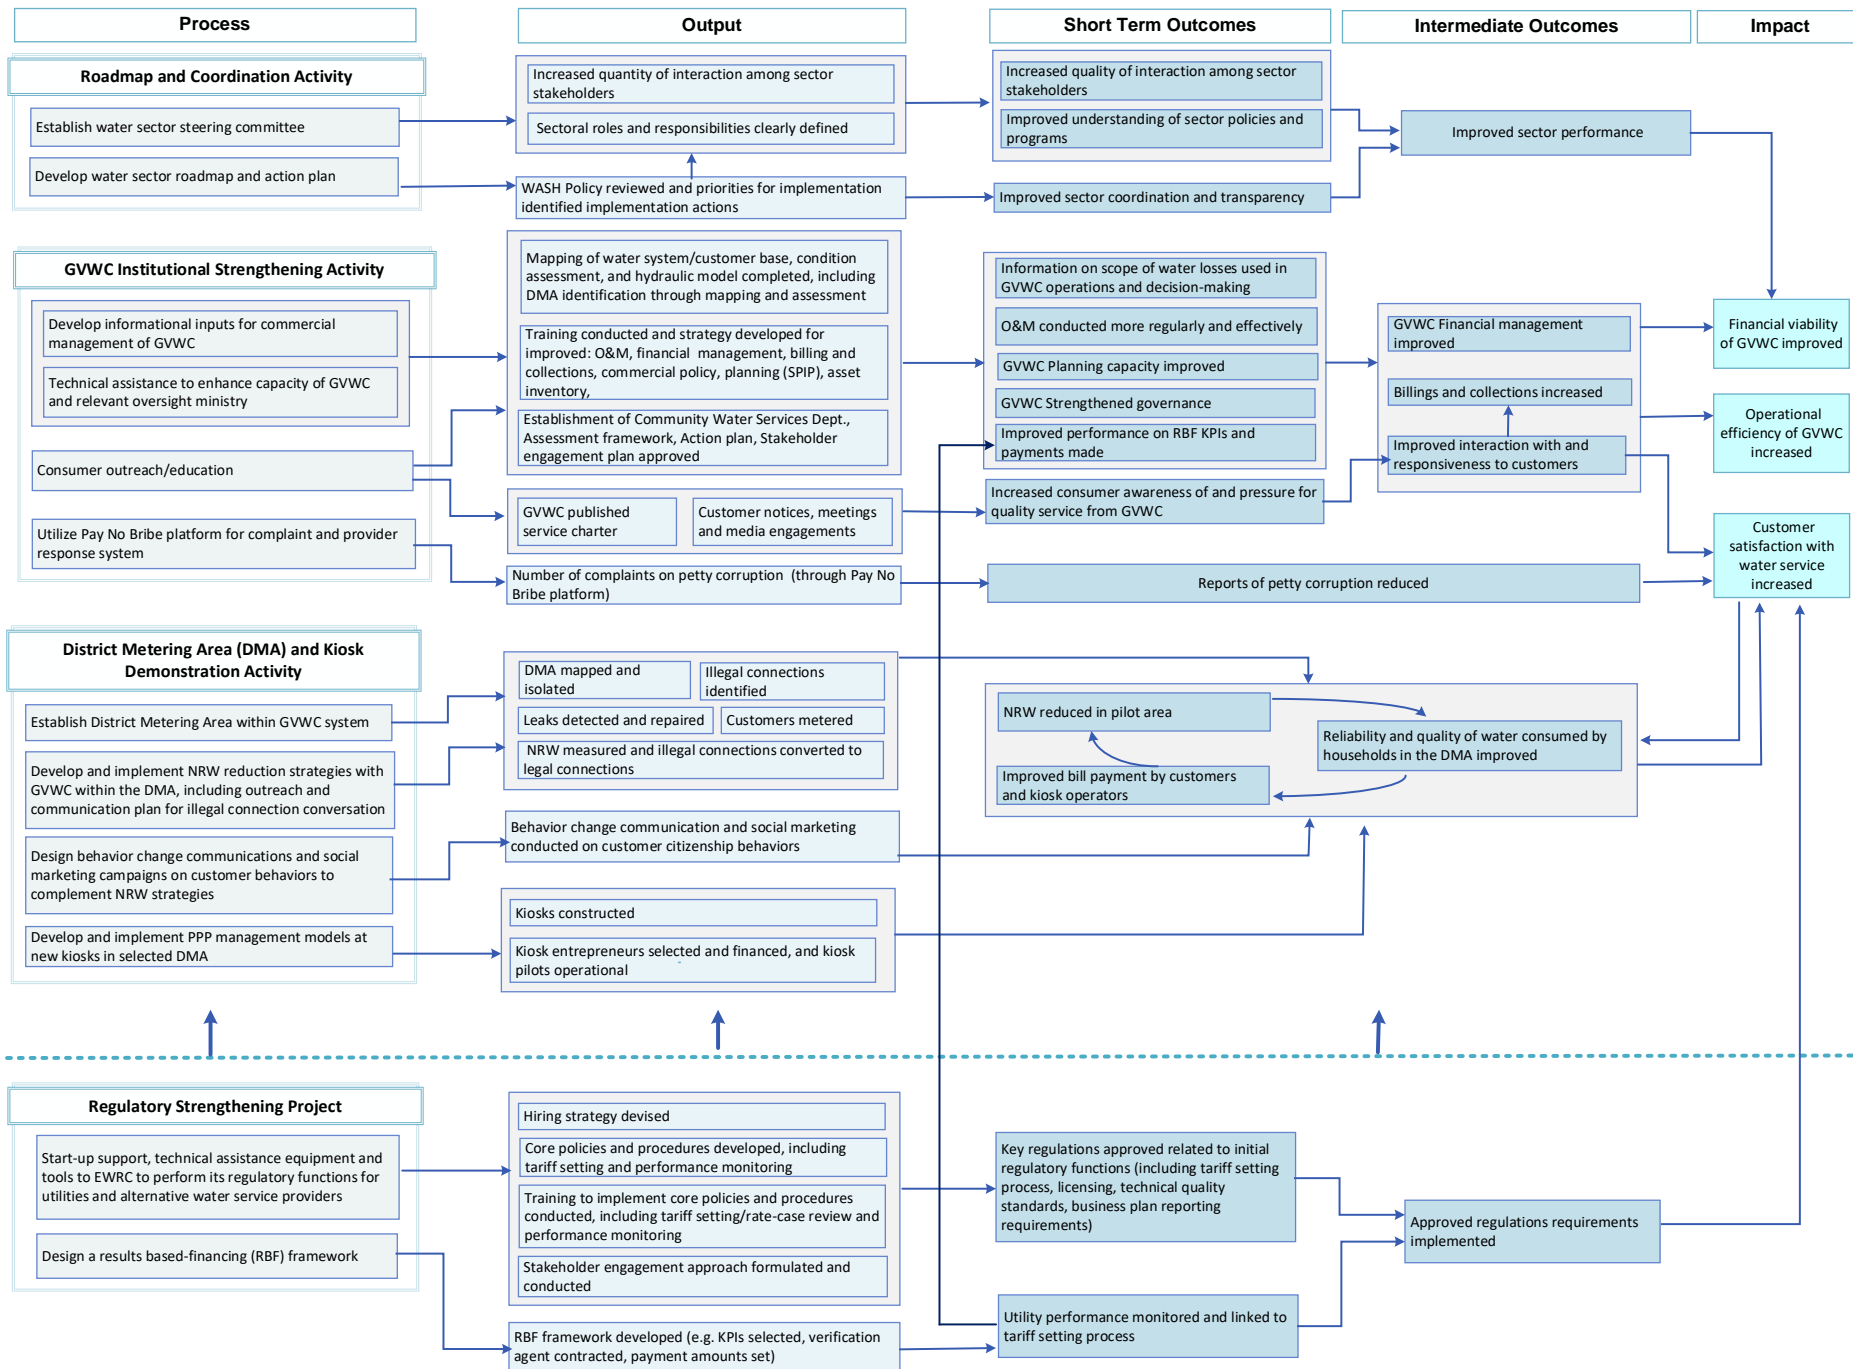 Process
Output
Short Term Outcomes
Intermediate Outcomes
Impact
Roadmap and Coordination Activity
Establish water sector steering committee
Develop water sector roadmap and action plan
Increased quantity of interaction among sector
stakeholders
Sectoral roles and responsibilities clearly defined
WASH Policy reviewed and priorities for implementation
identified implementation actions
Increased quality of interaction among sector
stakeholders
Improved understanding of sector policies and
programs
Improved sector coordination and transparency
Improved sector performance
GVWC Institutional Strengthening Activity
Develop informational inputs for commercial
management of GVWC
Technical assistance to enhance capacity of GVWC
and relevant oversight ministry
Consumer outreach/education
Utilize Pay No Bribe platform for complaint and provider
response system
Mapping of water system/customer base, condition
assessment, and hydraulic model completed, including
DMA identification through mapping and assessment
Training conducted and strategy developed for
improved: O&M, financial management, billing and
collections, commercial policy, planning (SPIP), asset
inventory,
Establishment of Community Water Services Dept.,
Assessment framework, Action plan, Stakeholder
engagement plan approved
GVWC published
service charter
Customer notices, meetings
and media engagements
Number of complaints on petty corruption (through Pay No
Bribe platform)
Information on scope of water losses used in
GVWC operations and decision-making
O&M conducted more regularly and effectively
GVWC Planning capacity improved
GVWC Strengthened governance
Improved performance on RBF KPIs and
payments made
Increased consumer awareness of and pressure for
quality service from GVWC
Reports of petty corruption reduced
GVWC Financial management
improved
Billings and collections increased
Improved interaction with and
responsiveness to customers
Financial viability
of GVWC improved
Operational
efficiency of GVWC
increased
Customer
satisfaction with
water service
increased
District Metering Area (DMA) and Kiosk
Demonstration Activity
Establish District Metering Area within GVWC system
Develop and implement NRW reduction strategies with
GVWC within the DMA, including outreach and
communication plan for illegal connection conversation
Design behavior change communications and social
marketing campaigns on customer behaviors to
complement NRW strategies
Develop and implement PPP management models at
new kiosks in selected DMA
DMA mapped and
isolated
Illegal connections
identified
Leaks detected and repaired
Customers metered
NRW measured and illegal connections converted to
legal connections
Behavior change communication and social marketing
conducted on customer citizenship behaviors
Kiosks constructed
Kiosk entrepreneurs selected and financed, and kiosk
pilots operational
NRW reduced in pilot area
Reliability and quality of water consumed by
households in the DMA improved
Improved bill payment by customers
and kiosk operators
Regulatory Strengthening Project
Start-up support, technical assistance equipment and
tools to EWRC to perform its regulatory functions for
utilities and alternative water service providers
Design a results based-financing (RBF) framework
Hiring strategy devised
Core policies and procedures developed, including
tariff setting and performance monitoring
Training to implement core policies and procedures
conducted, including tariff setting/rate-case review and
performance monitoring
Stakeholder engagement approach formulated and
conducted
RBF framework developed (e.g. KPIs selected, verification
agent contracted, payment amounts set)
Key regulations approved related to initial
regulatory functions (including tariff setting
process, licensing, technical quality
standards, business plan reporting
requirements)
Utility performance monitored and linked to
tariff setting process
Approved regulations requirements
implemented